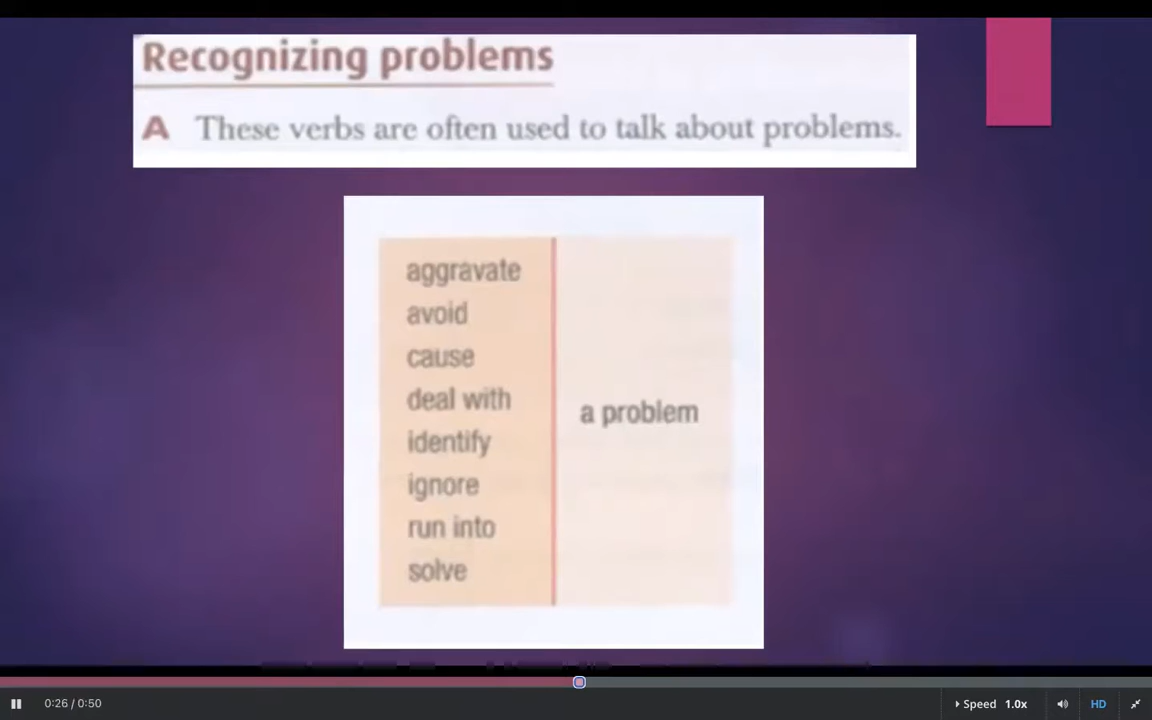 Recognizing problems
A These verbs are often used to talk about problems.
aggravate
avoid
cause
deal with
identify
ignore
run into
solve
a problem
0:26 / 0:50
Speed 1.0x
HD